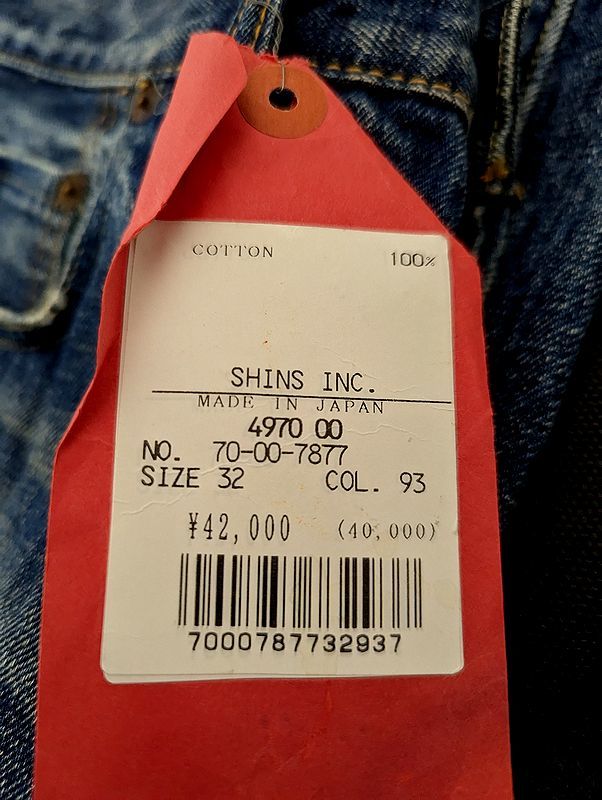 COTTON 100%
SHINS INC.
MADE IN JAPAN
4970 00
NO. 70-00-7877
SIZE 32 COL. 93
¥42,000 (40,000)
7000787732937